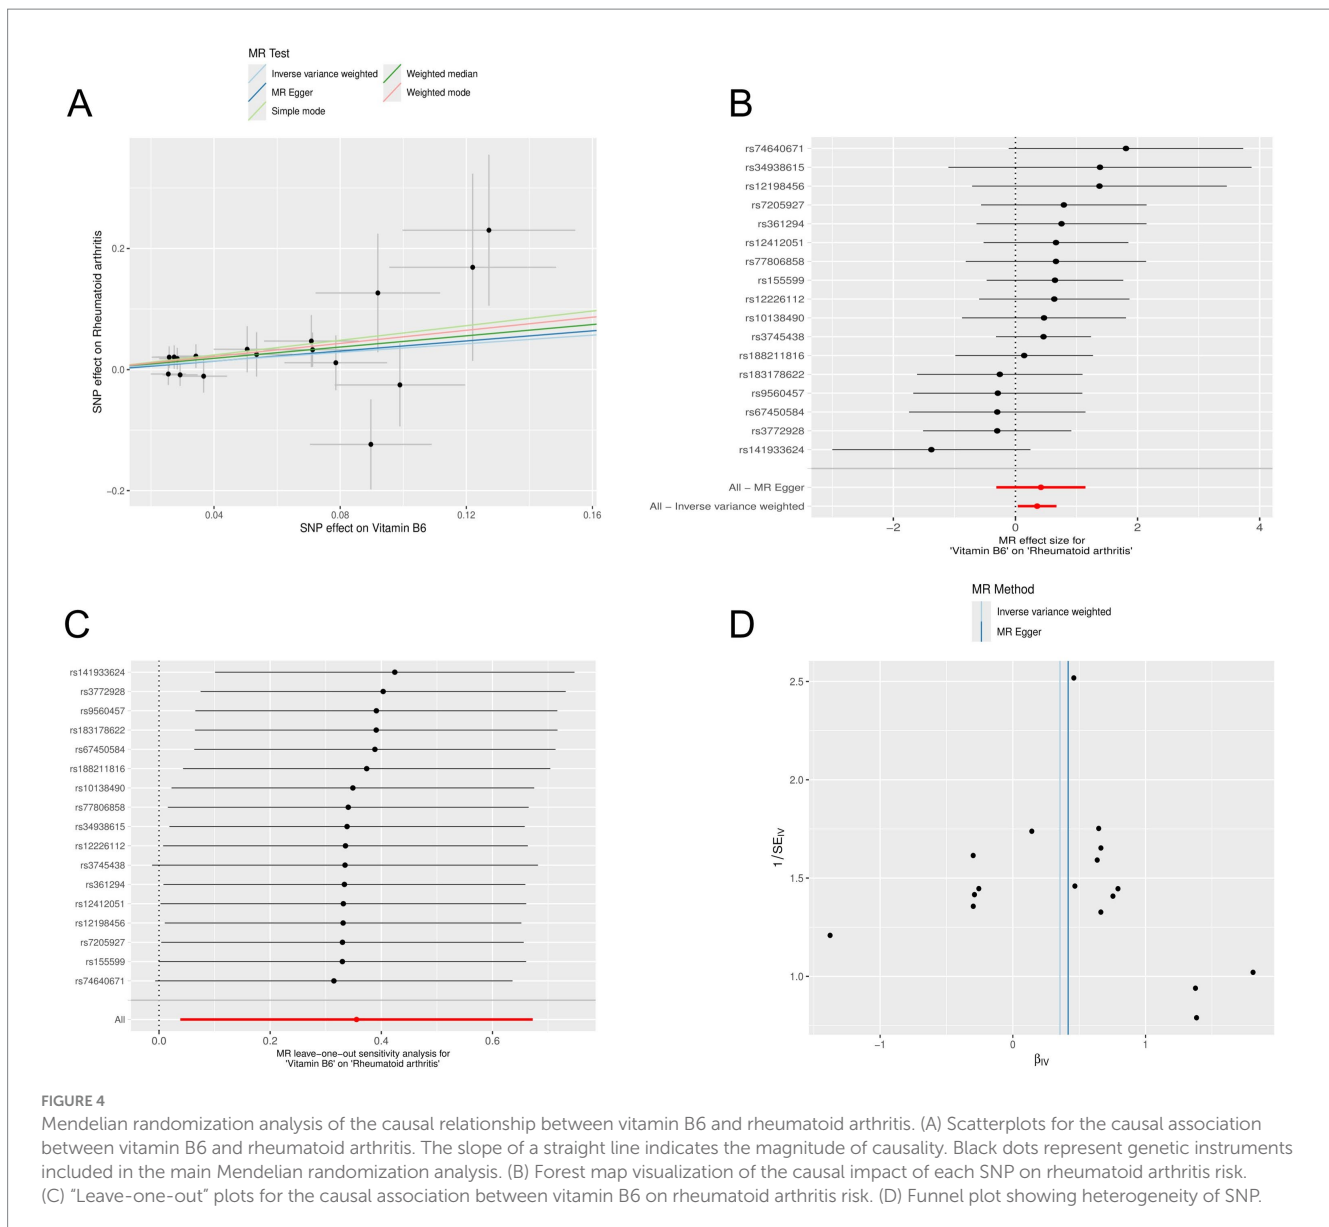 MR Test
Inverse variance weighted
Weighted median
MR Egger
Weighted mode
Simple mode
A
SNP effect on Rheumatoid arthritis
0.2
0.0
−0.2
0.04
0.08
0.12
0.16
SNP effect on Vitamin B6
B
rs74640671
rs34938615
rs12198456
rs7205927
rs361294
rs12412051
rs77806858
rs155599
rs12226112
rs10138490
rs3745438
rs188211816
rs183178622
rs9560457
rs67450584
rs3772928
rs141933624
All − MR Egger
All − Inverse variance weighted
−2
0
2
4
MR effect size for
'Vitamin B6' on 'Rheumatoid arthritis'
C
rs141933624
rs3772928
rs9560457
rs183178622
rs67450584
rs188211816
rs10138490
rs77806858
rs34938615
rs12226112
rs3745438
rs361294
rs12412051
rs12198456
rs7205927
rs155599
rs74640671
All
0.0
0.2
0.4
0.6
MR leave−one−out sensitivity analysis for
'Vitamin B6' on 'Rheumatoid arthritis'
D
MR Method
Inverse variance weighted
MR Egger
1/SE_IV
2.5
2.0
1.5
1.0
−1
0
1
β_IV
FIGURE 4
Mendelian randomization analysis of the causal relationship between vitamin B6 and rheumatoid arthritis. (A) Scatterplots for the causal association
between vitamin B6 and rheumatoid arthritis. The slope of a straight line indicates the magnitude of causality. Black dots represent genetic instruments
included in the main Mendelian randomization analysis. (B) Forest map visualization of the causal impact of each SNP on rheumatoid arthritis risk.
(C) “Leave-one-out” plots for the causal association between vitamin B6 on rheumatoid arthritis risk. (D) Funnel plot showing heterogeneity of SNP.